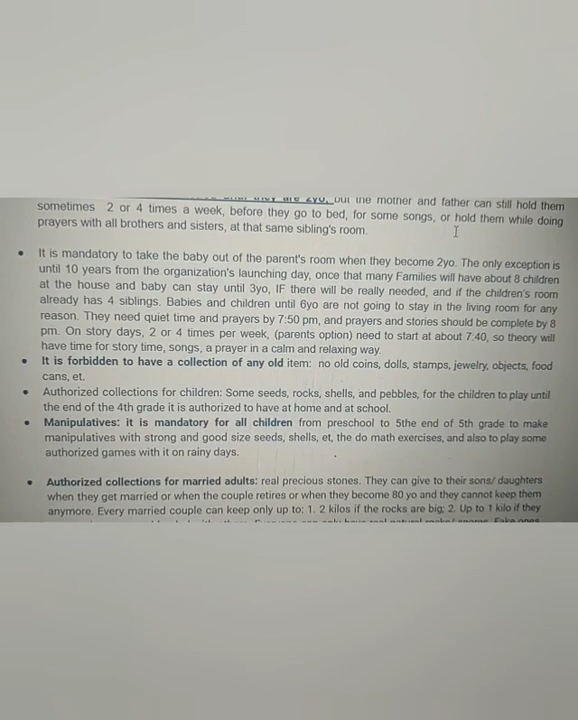 they are 2yo, but the mother and father can still hold them
sometimes 2 or 4 times a week, before they go to bed, for some songs, or hold them while doing
prayers with all brothers and sisters, at that same sibling's room.
• It is mandatory to take the baby out of the parent's room when they become 2yo. The only exception is
until 10 years from the organization's launching day, once that many Families will have about 8 children
at the house and baby can stay until 3yo, IF there will be really needed, and if the children's room
already has 4 siblings. Babies and children until 6yo are not going to stay in the living room for any
reason. They need quiet time and prayers by 7:50 pm, and prayers and stories should be complete by 8
pm. On story days, 2 or 4 times per week, (parents option) need to start at about 7:40, so theory will
have time for story time, songs, a prayer in a calm and relaxing way.
• It is forbidden to have a collection of any old item: no old coins, dolls, stamps, jewelry, objects, food
cans, et.
• Authorized collections for children: Some seeds, rocks, shells, and pebbles, for the children to play until
the end of the 4th grade it is authorized to have at home and at school.
• Manipulatives: it is mandatory for all children from preschool to 5the end of 5th grade to make
manipulatives with strong and good size seeds, shells, et, the do math exercises, and also to play some
authorized games with it on rainy days.
• Authorized collections for married adults: real precious stones. They can give to their sons/ daughters
when they get married or when the couple retires or when they become 80 yo and they cannot keep them
anymore. Every married couple can keep only up to: 1. 2 kilos if the rocks are big; 2. Up to 1 kilo if they